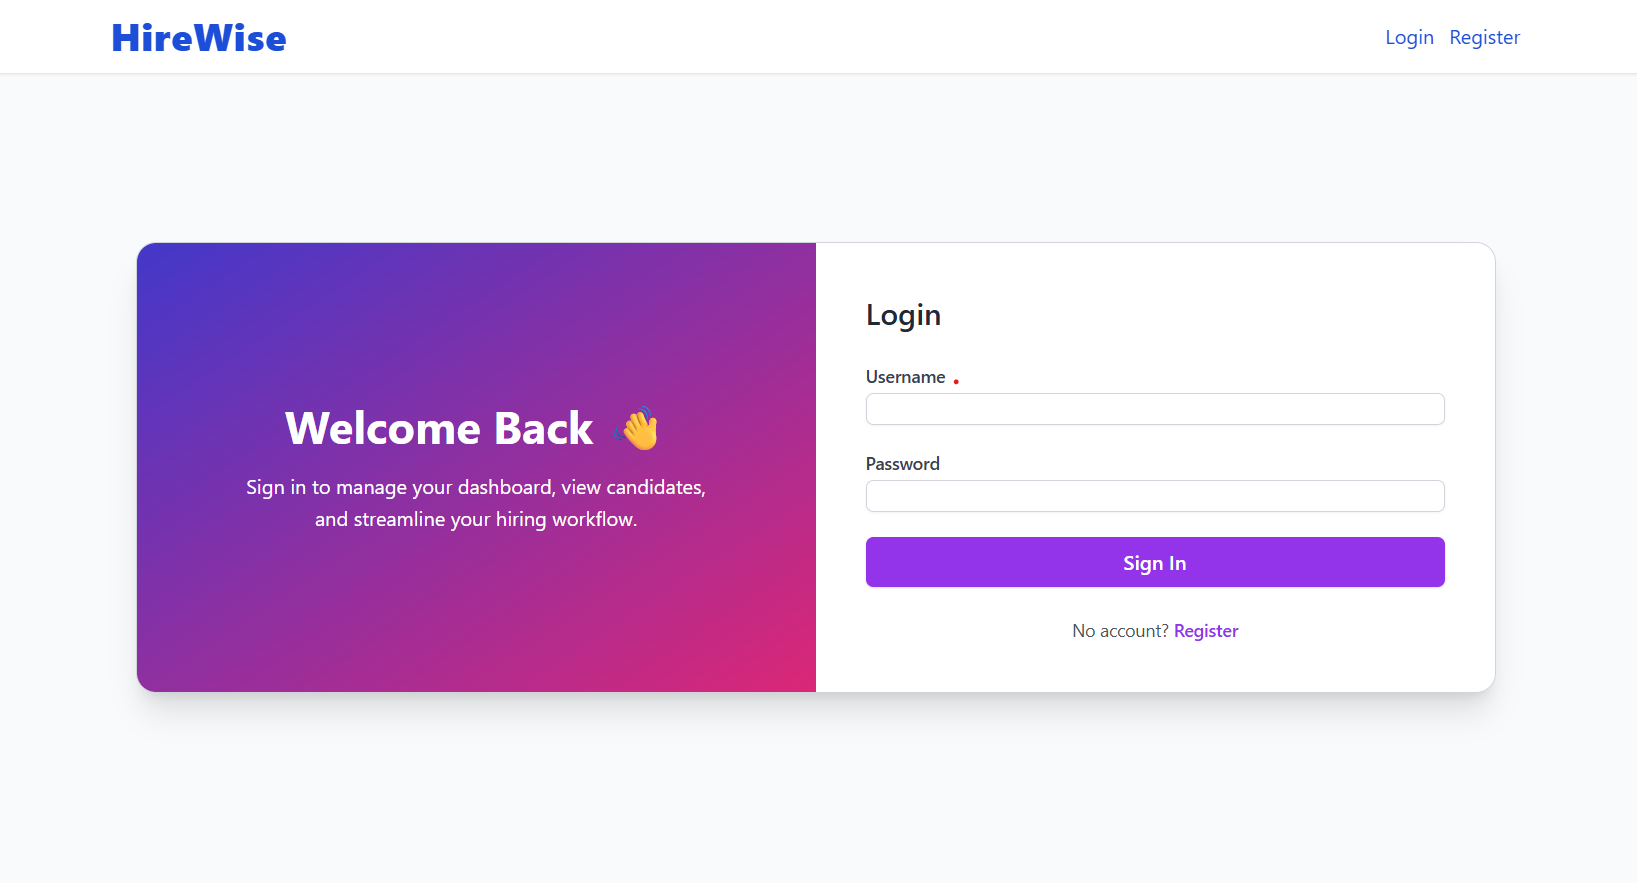 HireWise
Login Register
Welcome Back 👋
Sign in to manage your dashboard, view candidates,
and streamline your hiring workflow.
Login
Username
Password
Sign In
No account? Register